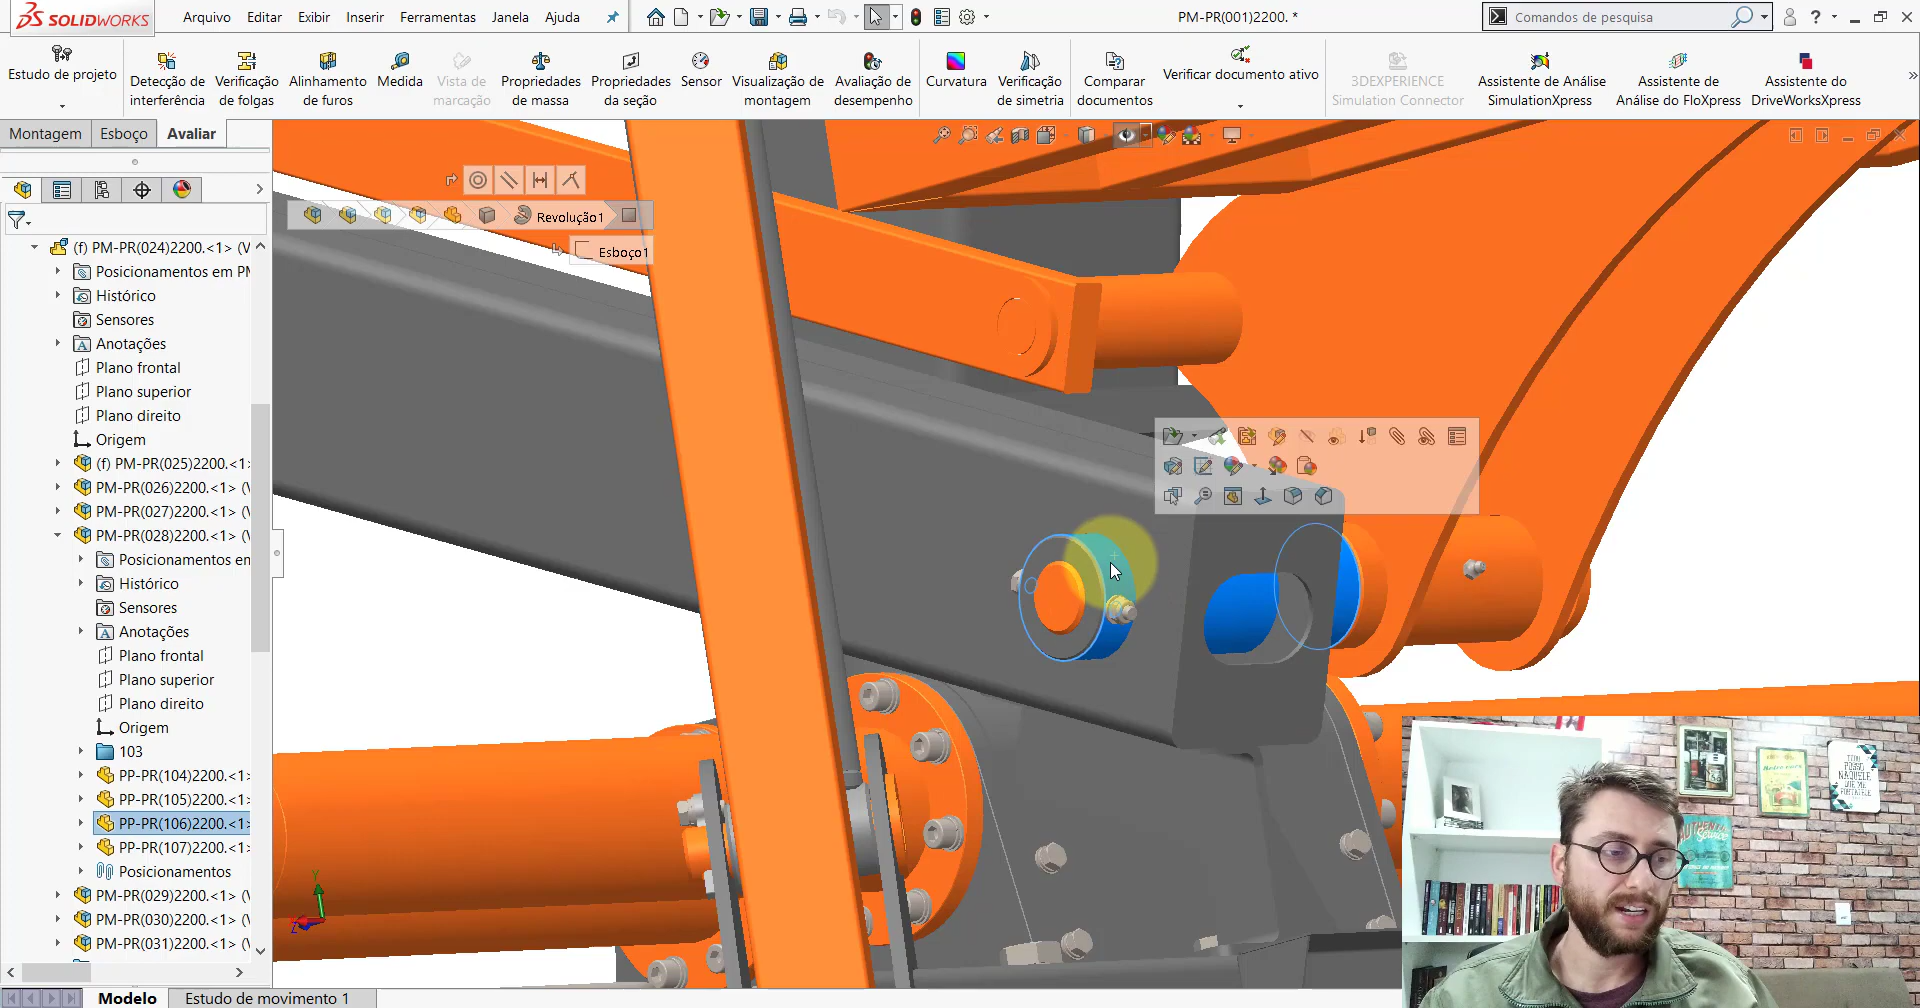 SOLIDWORKS
Arquivo Editar Exibir Inserir Ferramentas Janela Ajuda
PM-PR(001)2200. *
Comandos de pesquisa
?
Estudo de projeto
Detecção de interferência
Verificação de folgas
Alinhamento de furos
Medida
Vista de marcação
Propriedades de massa
Propriedades da seção
Sensor
Visualização de montagem
Avaliação de desempenho
Curvatura
Verificação de simetria
Comparar documentos
Verificar documento ativo
3DEXPERIENCE Simulation Connector
Assistente de Análise SimulationXpress
Assistente de Análise do FloXpress
Assistente do DriveWorksXpress
Montagem Esboço Avaliar
Revolução1
Esboço1
(f) PM-PR(024)2200.<1> (V
Posicionamentos em PM
Histórico
Sensores
Anotações
Plano frontal
Plano superior
Plano direito
Origem
(f) PM-PR(025)2200.<1>
PM-PR(026)2200.<1> (V
PM-PR(027)2200.<1> (V
PM-PR(028)2200.<1> (V
Posicionamentos em
Histórico
Sensores
Anotações
Plano frontal
Plano superior
Plano direito
Origem
103
PP-PR(104)2200.<1>
PP-PR(105)2200.<1>
PP-PR(106)2200.<1>
PP-PR(107)2200.<1>
Posicionamentos
PM-PR(029)2200.<1> (V
PM-PR(030)2200.<1> (V
PM-PR(031)2200.<1> (V
Y
Z
Modelo Estudo de movimento 1
TUDO
POSSO
NAQUELE
QUE ME
FORTALECE